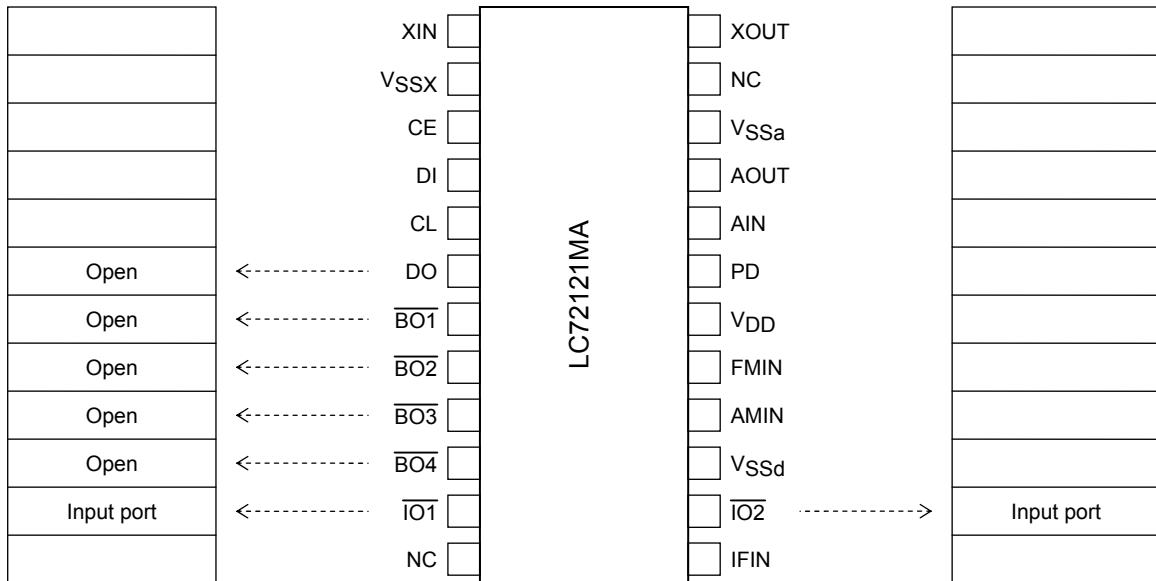 XIN XOUT
VSSX NC
CE VSSa
DI AOUT
CL AIN
Open DO PD
Open BO1 VDD
Open BO2 FMIN
Open BO3 AMIN
Open BO4 VSSd
Input port IO1 IO2 Input port
NC IFIN
LC72121MA